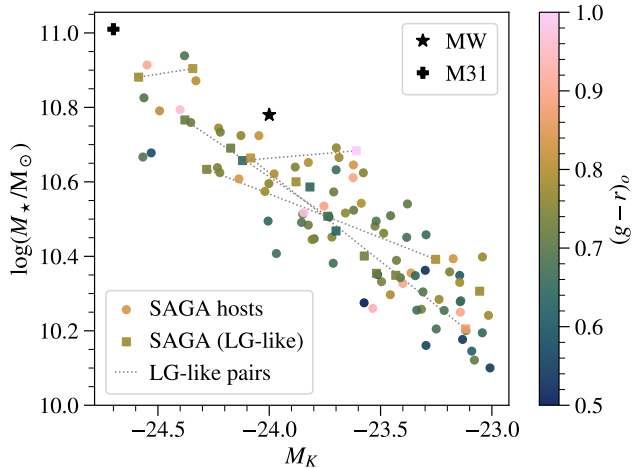 11.0
10.8
10.6
10.4
10.2
10.0
log(M⋆/M⊙)
−24.5
−24.0
−23.5
−23.0
M_K
MW
M31
SAGA hosts
SAGA (LG-like)
LG-like pairs
1.0
0.9
0.8
0.7
0.6
0.5
(g−r)ₒ